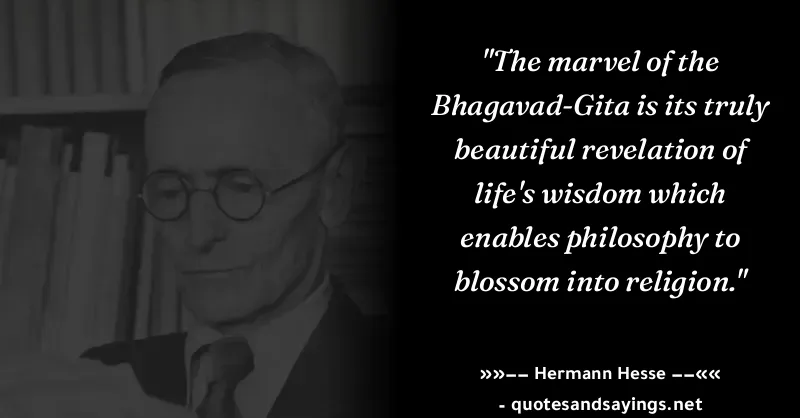 "The marvel of the
Bhagavad-Gita is its truly
beautiful revelation of
life's wisdom which
enables philosophy to
blossom into religion."
»»–– Hermann Hesse ––««
- quotesandsayings.net